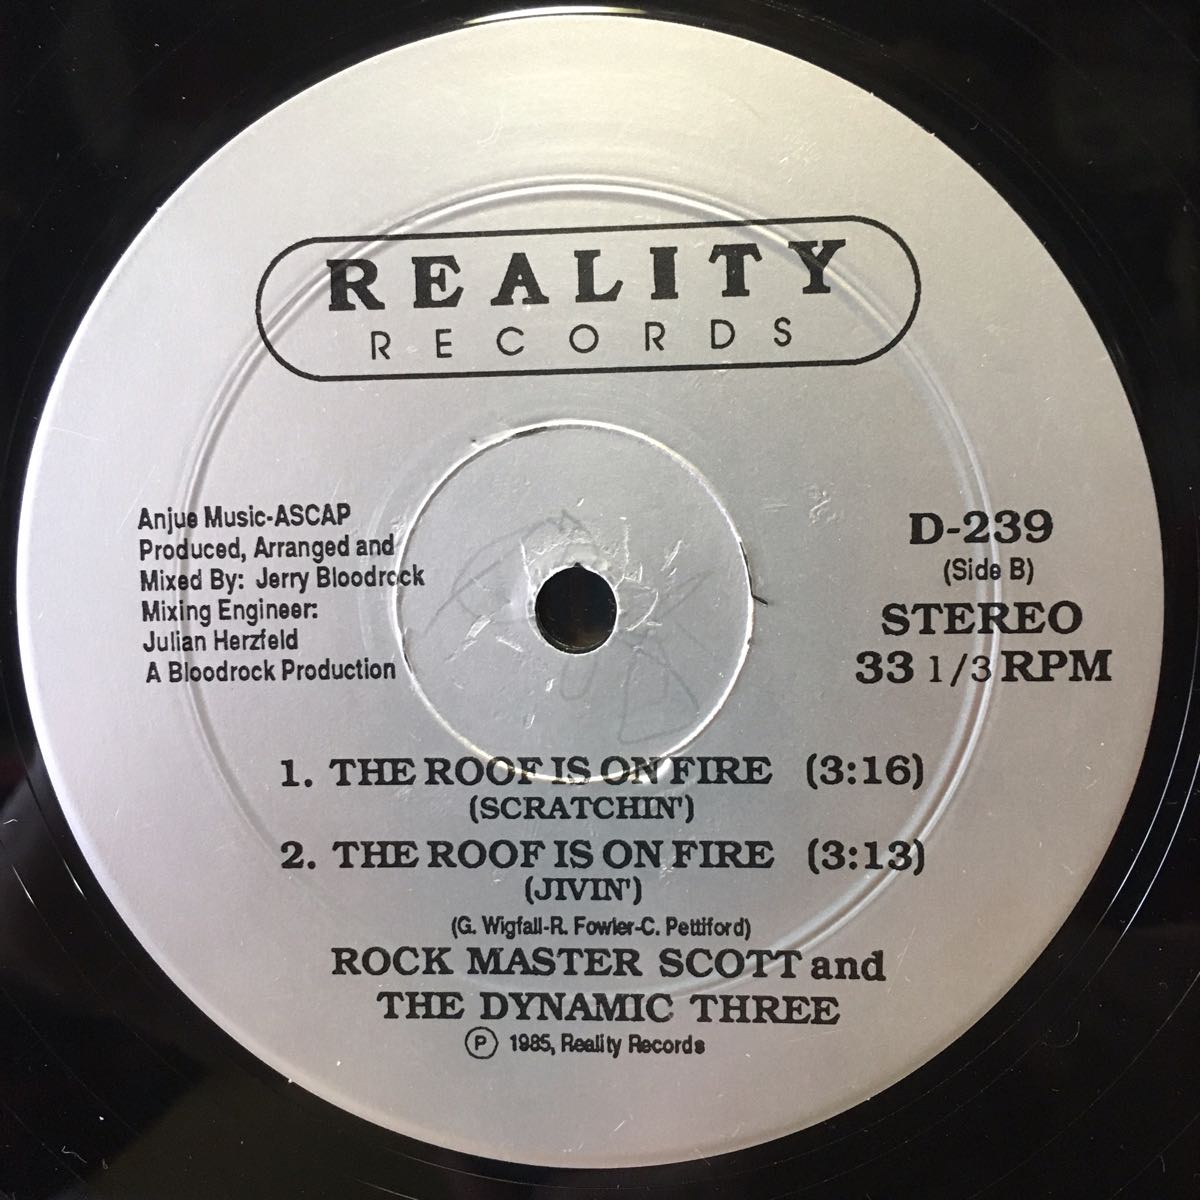 REALITY
RECORDS
Anjue Music-ASCAP
Produced, Arranged and
Mixed By: Jerry Bloodrock
Mixing Engineer:
Julian Herzfeld
A Bloodrock Production
D-239
(Side B)
STEREO
33 1/3 RPM
1. THE ROOF IS ON FIRE (3:16)
(SCRATCHIN')
2. THE ROOF IS ON FIRE (3:13)
(JIVIN')
(G. Wigfall-R. Fowler-C. Pettiford)
ROCK MASTER SCOTT and
THE DYNAMIC THREE
Ⓟ 1985, Reality Records